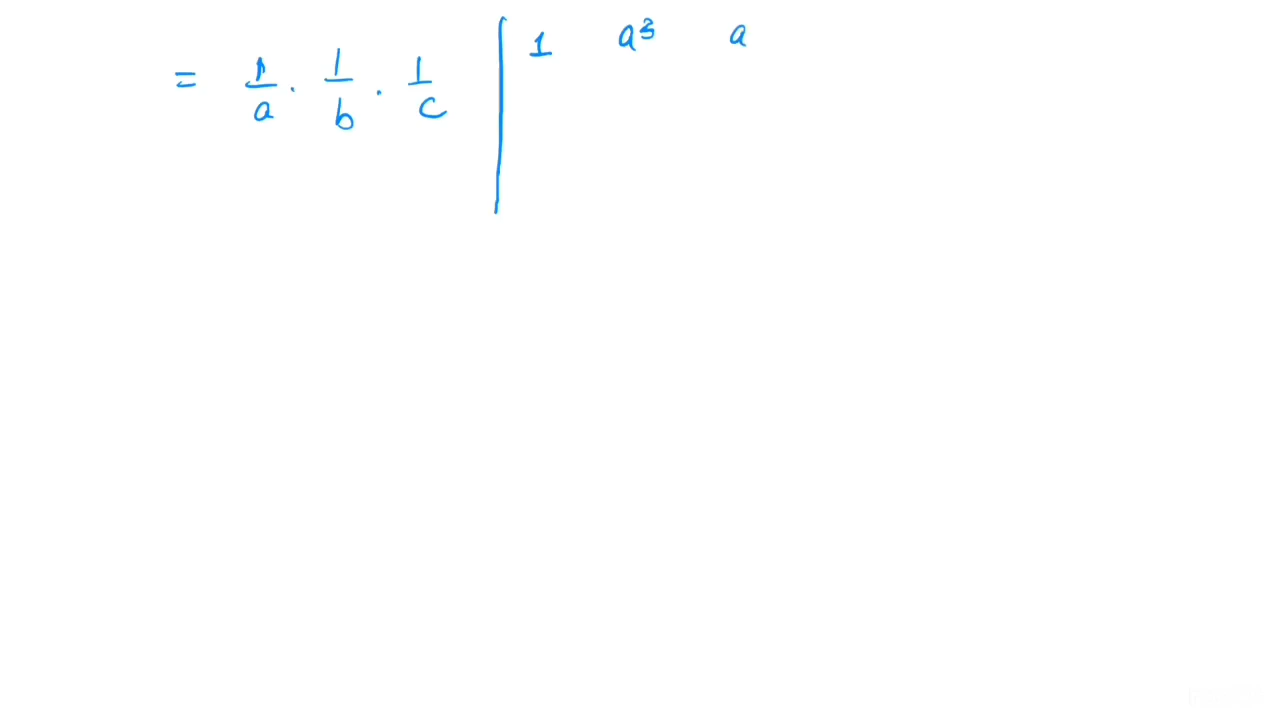 = 1/a · 1/b · 1/c | 1 a³ a